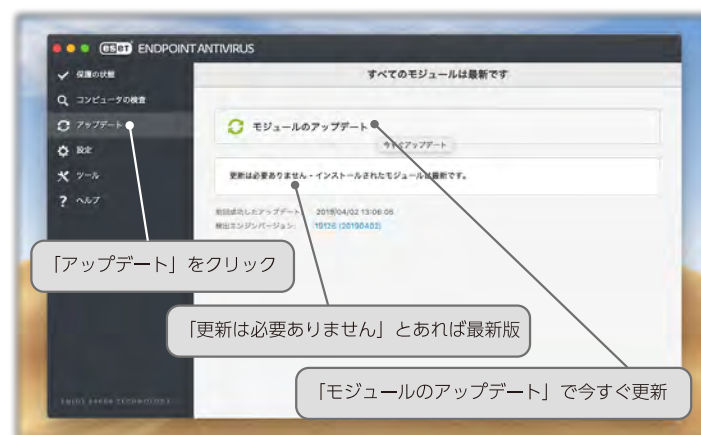 eset ENDPOINT ANTIVIRUS
保護の状態
コンピュータの検査
アップデート
設定
ツール
ヘルプ
すべてのモジュールは最新です
モジュールのアップデート
今すぐアップデート
更新は必要ありません - インストールされたモジュールは最新です。
前回成功したアップデート: 2019/04/02 13:06:06
検出エンジンバージョン: 19126 (20190402)
「アップデート」をクリック
「更新は必要ありません」とあれば最新版
「モジュールのアップデート」で今すぐ更新
ENJOY SAFER TECHNOLOGY